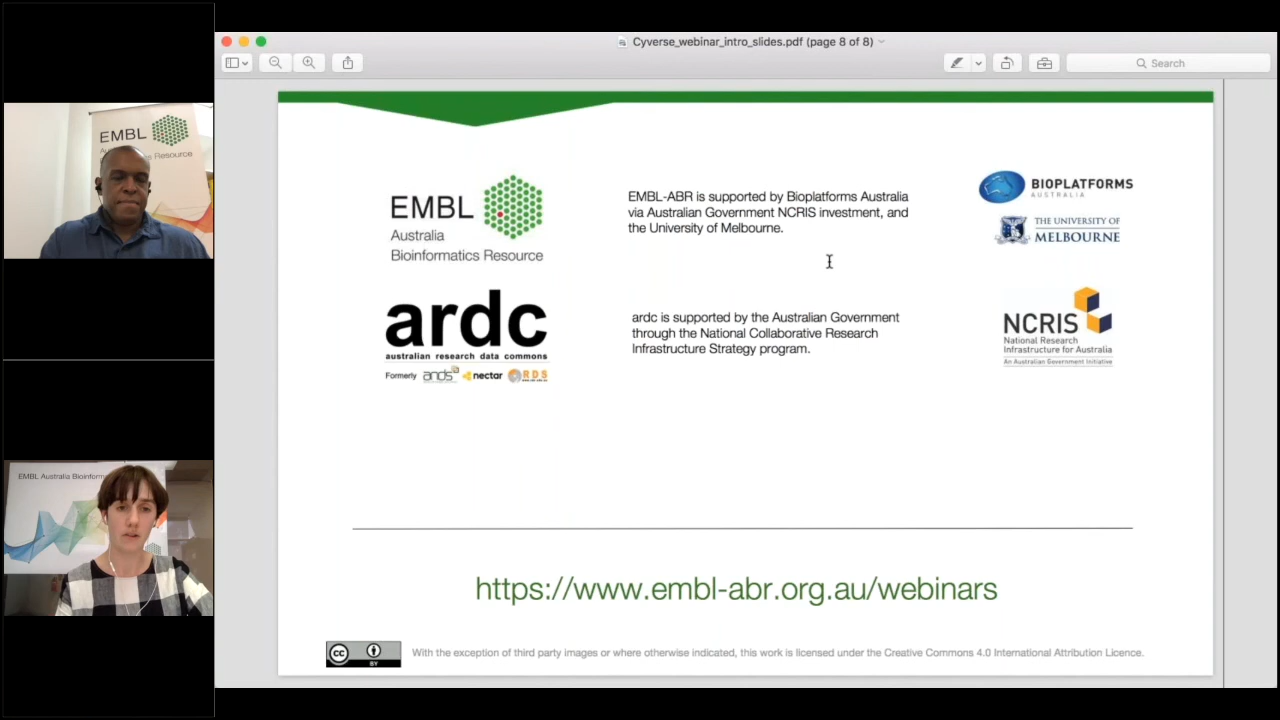 Cyverse_webinar_intro_slides.pdf (page 8 of 8)
Search
EMBL
Resource
EMBL Australia Bioinform
EMBL
Australia
Bioinformatics Resource
EMBL-ABR is supported by Bioplatforms Australia
via Australian Government NCRIS investment, and
the University of Melbourne.
BIOPLATFORMS
AUSTRALIA
THE UNIVERSITY OF
MELBOURNE
ardc
australian research data commons
Formerly ands nectar RDS
ardc is supported by the Australian Government
through the National Collaborative Research
Infrastructure Strategy program.
NCRIS
National Research
Infrastructure for Australia
An Australian Government Initiative
https://www.embl-abr.org.au/webinars
cc
BY
With the exception of third party images or where otherwise indicated, this work is licensed under the Creative Commons 4.0 International Attribution Licence.